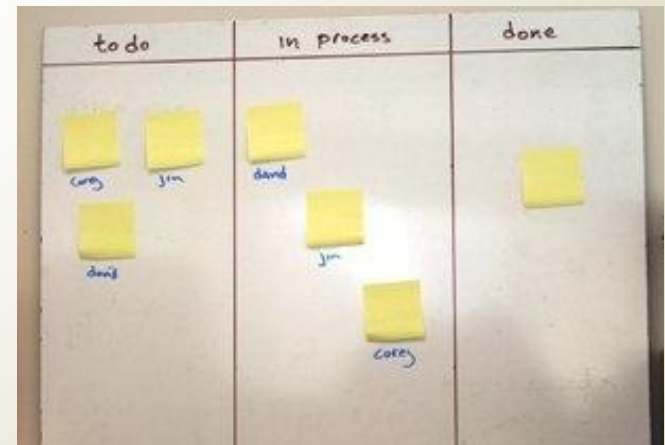 to do
in process
done
corey
jim
david
david
jim
corey